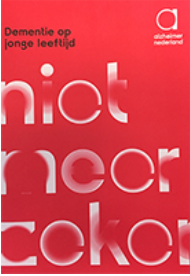 Dementie op
jonge leeftijd
a
alzheimer
nederland
niet
meer
zeker